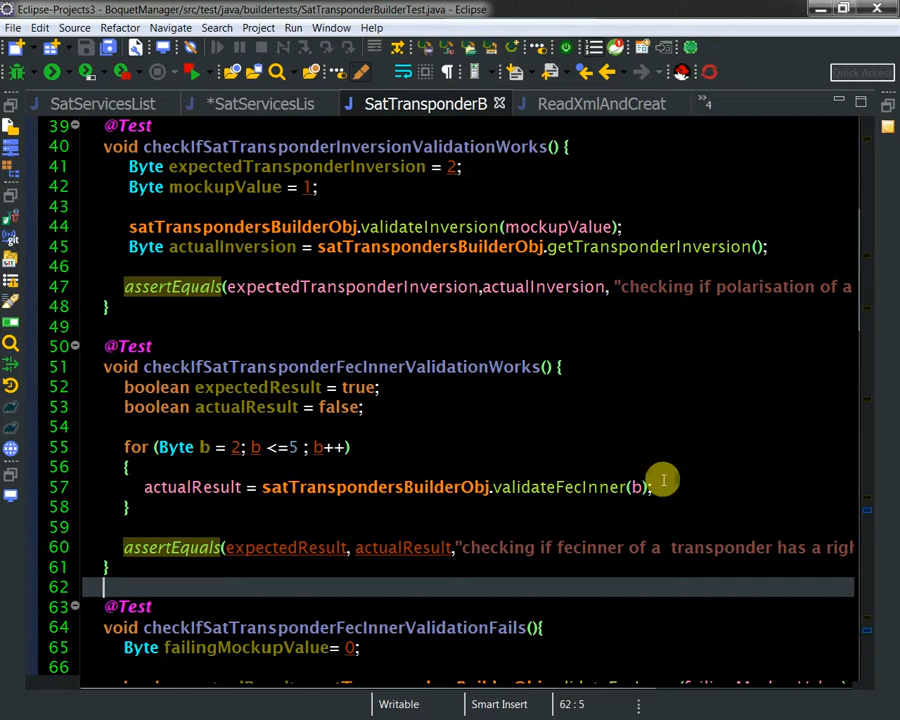 Eclipse-Projects3 - BoquetManager/src/test/java/buildertests/SatTransponderBuilderTest.java - Eclipse
File Edit Source Refactor Navigate Search Project Run Window Help
Quick Access
SatServicesList *SatServicesLis SatTransponderB ReadXmlAndCreat 4
39 @Test
40 void checkIfSatTransponderInversionValidationWorks() {
41 Byte expectedTransponderInversion = 2;
42 Byte mockupValue = 1;
43
44 satTranspondersBuilderObj.validateInversion(mockupValue);
45 Byte actualInversion = satTranspondersBuilderObj.getTransponderInversion();
46
47 assertEquals(expectedTransponderInversion,actualInversion, "checking if polarisation of a
48 }
49
50 @Test
51 void checkIfSatTransponderFecInnerValidationWorks() {
52 boolean expectedResult = true;
53 boolean actualResult = false;
54
55 for (Byte b = 2; b <=5 ; b++)
56 {
57 actualResult = satTranspondersBuilderObj.validateFecInner(b);
58 }
59
60 assertEquals(expectedResult, actualResult,"checking if fecinner of a  transponder has a righ
61 }
62
63 @Test
64 void checkIfSatTransponderFecInnerValidationFails(){
65 Byte failingMockupValue= 0;
66
Writable Smart Insert 62 : 5